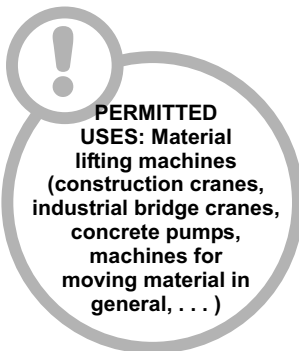 !
PERMITTED
USES: Material
lifting machines
(construction cranes,
industrial bridge cranes,
concrete pumps,
machines for
moving material in
general, . . . )